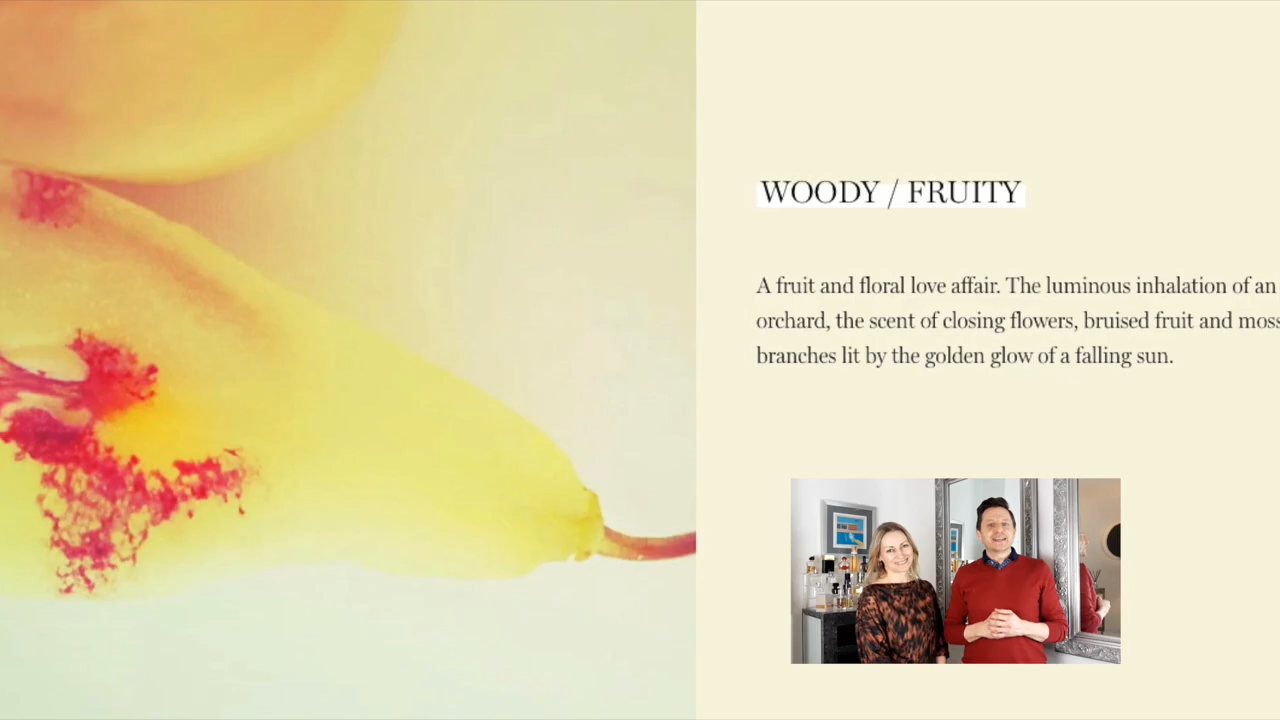 WOODY / FRUITY
A fruit and floral love affair. The luminous inhalation of an
orchard, the scent of closing flowers, bruised fruit and moss
branches lit by the golden glow of a falling sun.